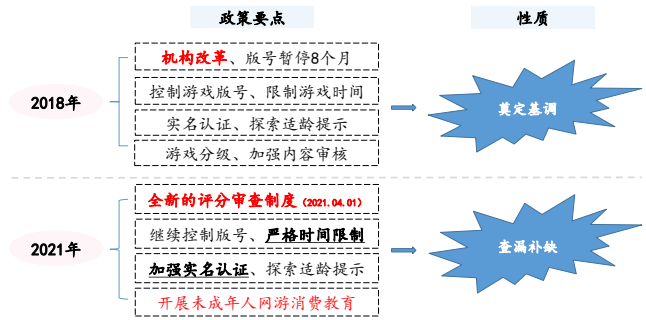 政策要点
性质
2018年
机构改革、版号暂停8个月
控制游戏版号、限制游戏时间
实名认证、探索适龄提示
游戏分级、加强内容审核
奠定基调
2021年
全新的评分审查制度（2021.04.01）
继续控制版号、严格时间限制
加强实名认证、探索适龄提示
开展未成年人网游消费教育
查漏补缺